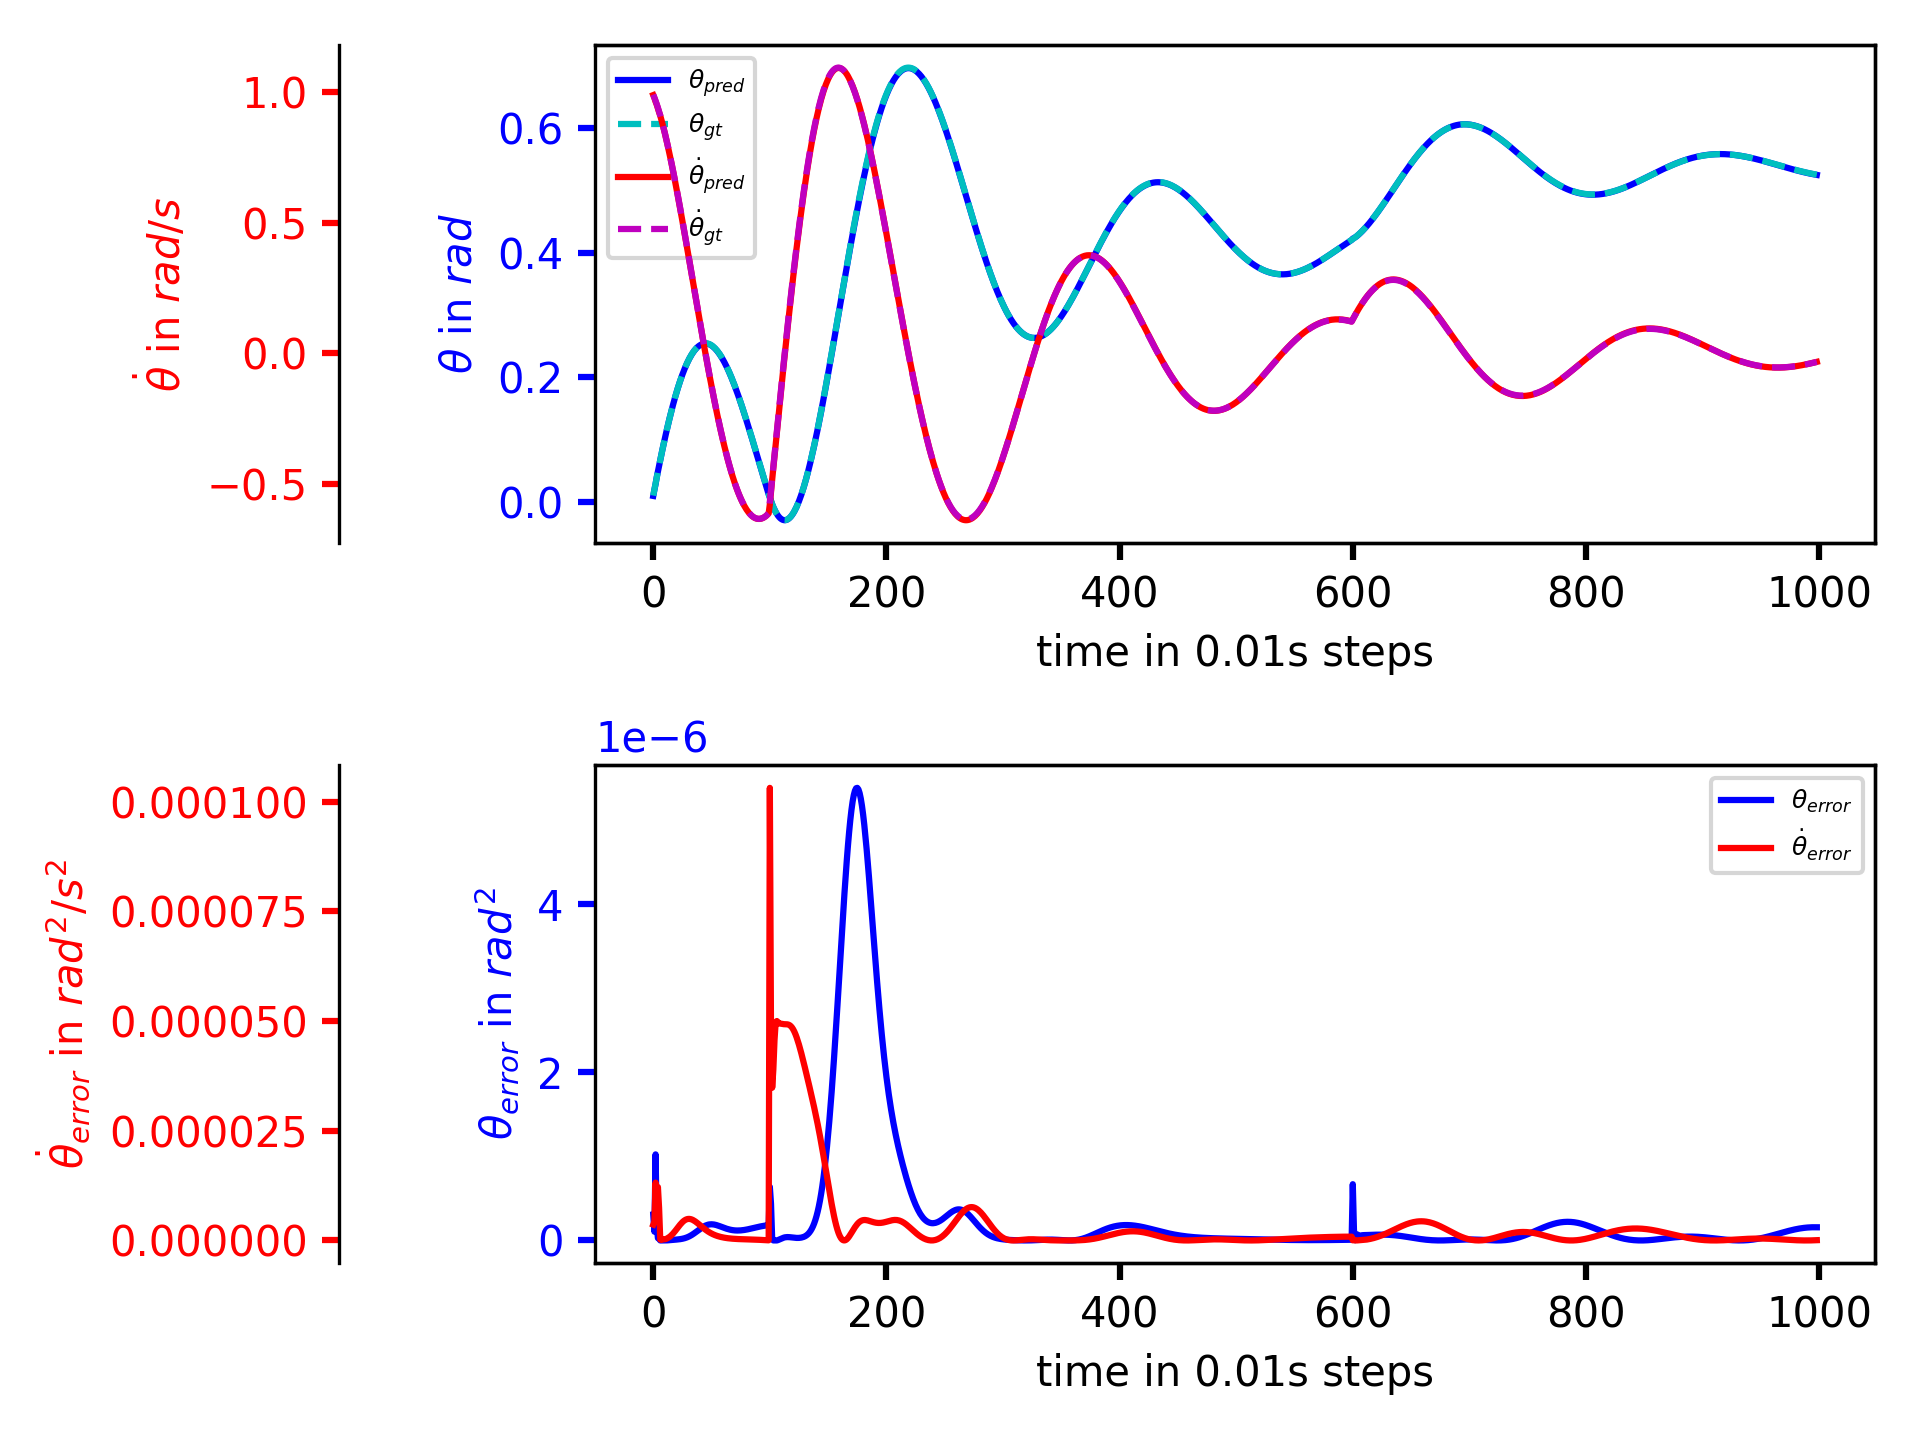 θ̇ in rad/s
1.0
0.5
0.0
−0.5
θ in rad
0.6
0.4
0.2
0.0
θpred
θgt
θ̇pred
θ̇gt
0 200 400 600 800 1000
time in 0.01s steps
1e−6
θ̇error in rad²/s²
0.000100
0.000075
0.000050
0.000025
0.000000
θerror in rad²
4
2
0
θerror
θ̇error
0 200 400 600 800 1000
time in 0.01s steps